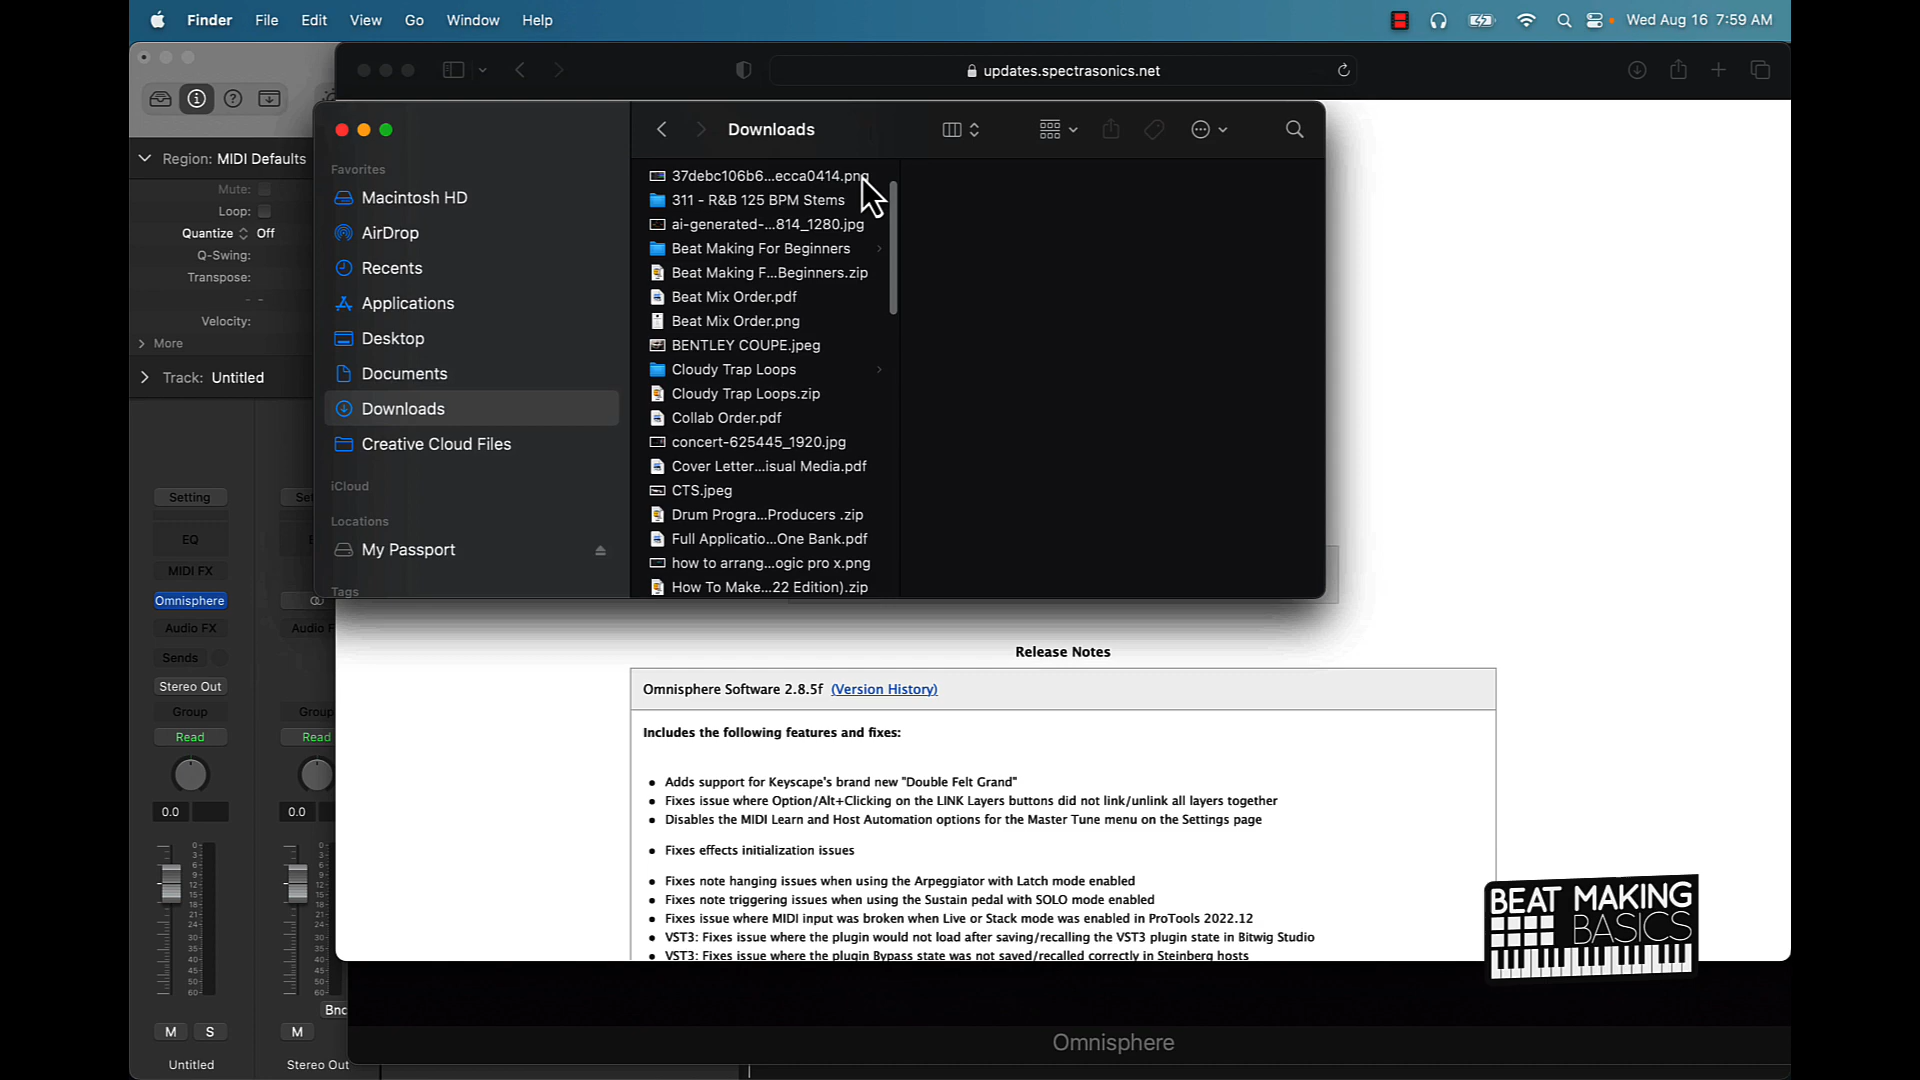 Finder File Edit View Go Window Help
Wed Aug 16 7:59 AM
updates.spectrasonics.net
Region: MIDI Defaults
Mute:
Loop:
Quantize Off
Q-Swing:
Transpose:
Velocity:
More
Track: Untitled
Downloads
Favorites
Macintosh HD
AirDrop
Recents
Applications
Desktop
Documents
Downloads
Creative Cloud Files
iCloud
Locations
My Passport
Tags
37debc106b6...ecca0414.png
311 - R&B 125 BPM Stems
ai-generated-...814_1280.jpg
Beat Making For Beginners
Beat Making F...Beginners.zip
Beat Mix Order.pdf
Beat Mix Order.png
BENTLEY COUPE.jpeg
Cloudy Trap Loops
Cloudy Trap Loops.zip
Collab Order.pdf
concert-625445_1920.jpg
Cover Letter...isual Media.pdf
CTS.jpeg
Drum Progra...Producers .zip
Full Applicatio...One Bank.pdf
how to arrang...ogic pro x.png
How To Make...22 Edition).zip
Setting
EQ
MIDI FX
Omnisphere
Audio FX
Sends
Stereo Out
Group
Read
0.0
M S
Untitled
Set
Audio F
Group
Read
0.0
Bnc
M
Stereo Out
Release Notes
Omnisphere Software 2.8.5f (Version History)
Includes the following features and fixes:
• Adds support for Keyscape's brand new "Double Felt Grand"
• Fixes issue where Option/Alt+Clicking on the LINK Layers buttons did not link/unlink all layers together
• Disables the MIDI Learn and Host Automation options for the Master Tune menu on the Settings page
• Fixes effects initialization issues
• Fixes note hanging issues when using the Arpeggiator with Latch mode enabled
• Fixes note triggering issues when using the Sustain pedal with SOLO mode enabled
• Fixes issue where MIDI input was broken when Live or Stack mode was enabled in ProTools 2022.12
• VST3: Fixes issue where the plugin would not load after saving/recalling the VST3 plugin state in Bitwig Studio
• VST3: Fixes issue where the plugin Bypass state was not saved/recalled correctly in Steinberg hosts
BEAT MAKING
BASICS
Omnisphere